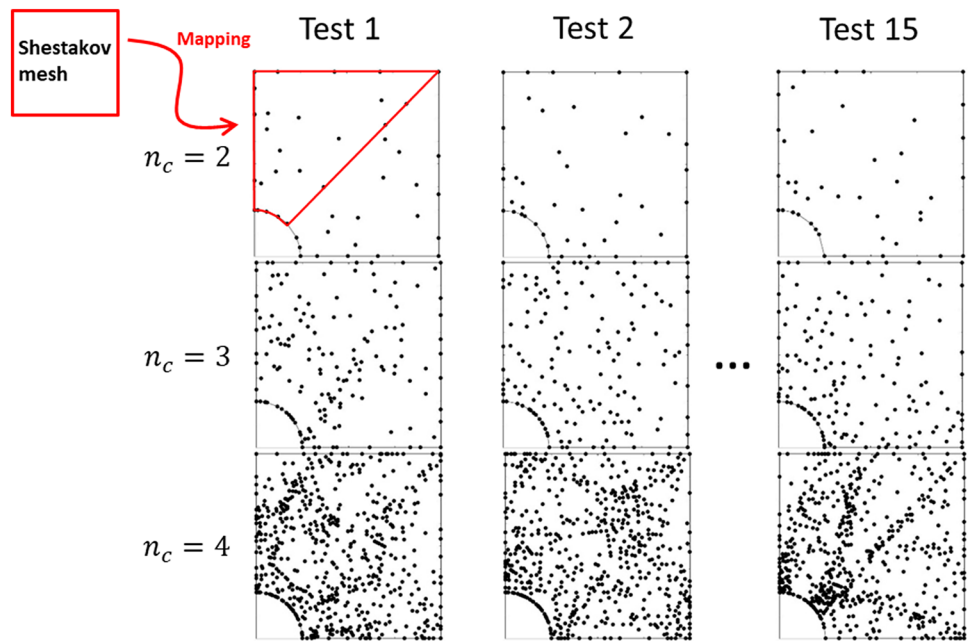 Test 1 Test 2 Test 15
Shestakov
mesh
Mapping
n_c = 2
n_c = 3
...
n_c = 4